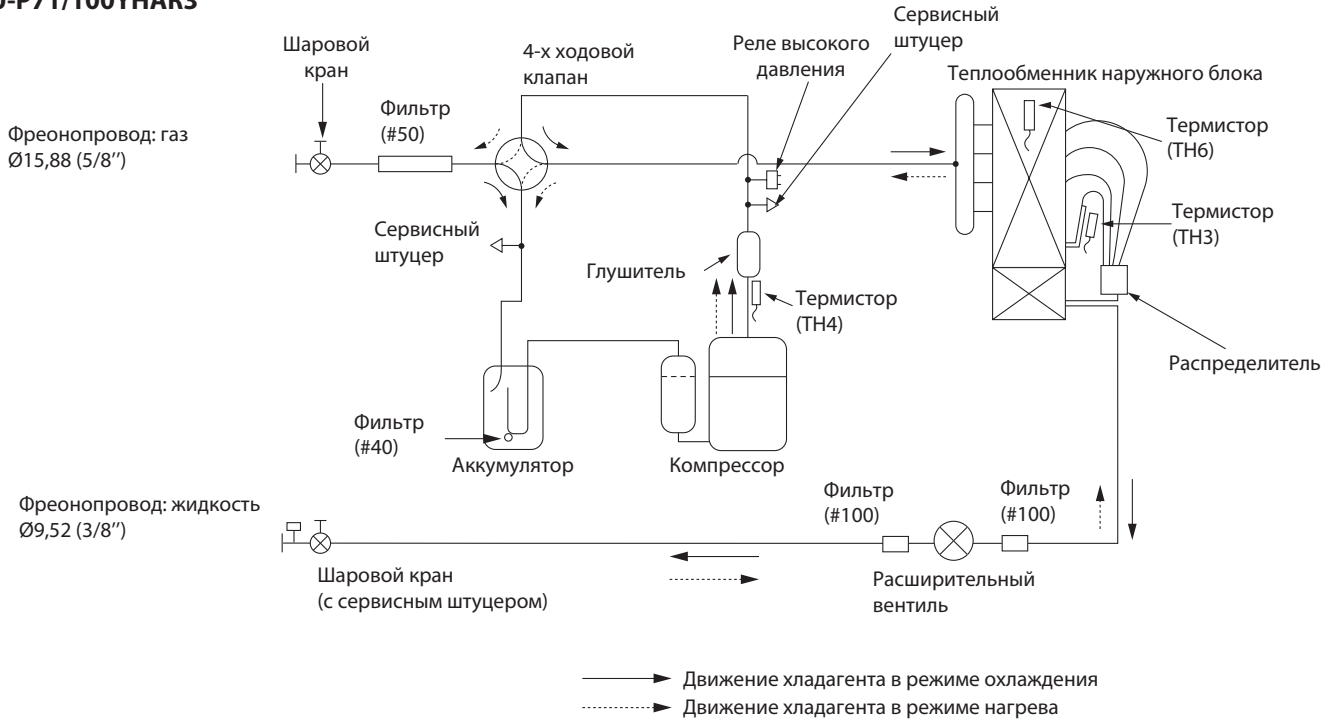 Сервисный
штуцер
Шаровой
кран
4-х ходовой
клапан
Реле высокого
давления
Теплообменник наружного блока
Фильтр
(#50)
Фреонопровод: газ
Ø15,88 (5/8’’)
Термистор
(TH6)
Термистор
(TH3)
Сервисный
штуцер
Глушитель
Термистор
(TH4)
Распределитель
Фильтр
(#40)
Аккумулятор
Компрессор
Фреонопровод: жидкость
Ø9,52 (3/8’’)
Фильтр
(#100)
Фильтр
(#100)
Шаровой кран
(с сервисным штуцером)
Расширительный
вентиль
Движение хладагента в режиме охлаждения
Движение хладагента в режиме нагрева